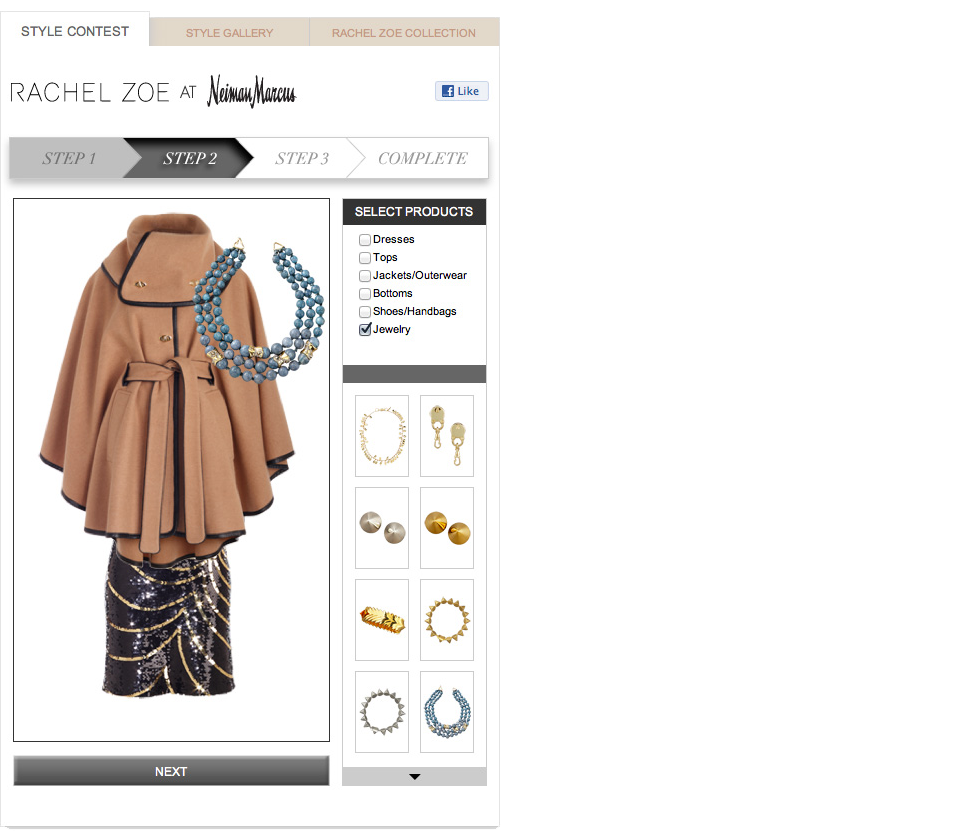 STYLE CONTEST
STYLE GALLERY
RACHEL ZOE COLLECTION
RACHEL ZOE AT Neiman Marcus
Like
STEP 1
STEP 2
STEP 3
COMPLETE
SELECT PRODUCTS
Dresses
Tops
Jackets/Outerwear
Bottoms
Shoes/Handbags
Jewelry
NEXT